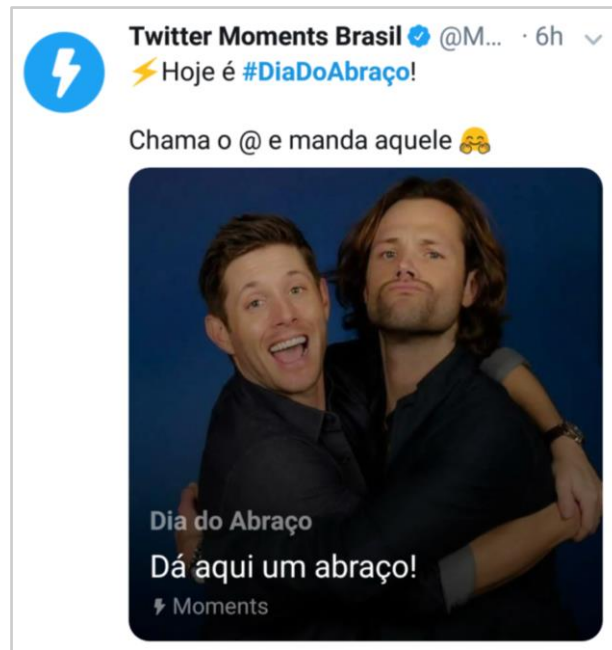 Twitter Moments Brasil @M... · 6h
⚡Hoje é #DiaDoAbraço!
Chama o @ e manda aquele 🤗
Dia do Abraço
Dá aqui um abraço!
Moments